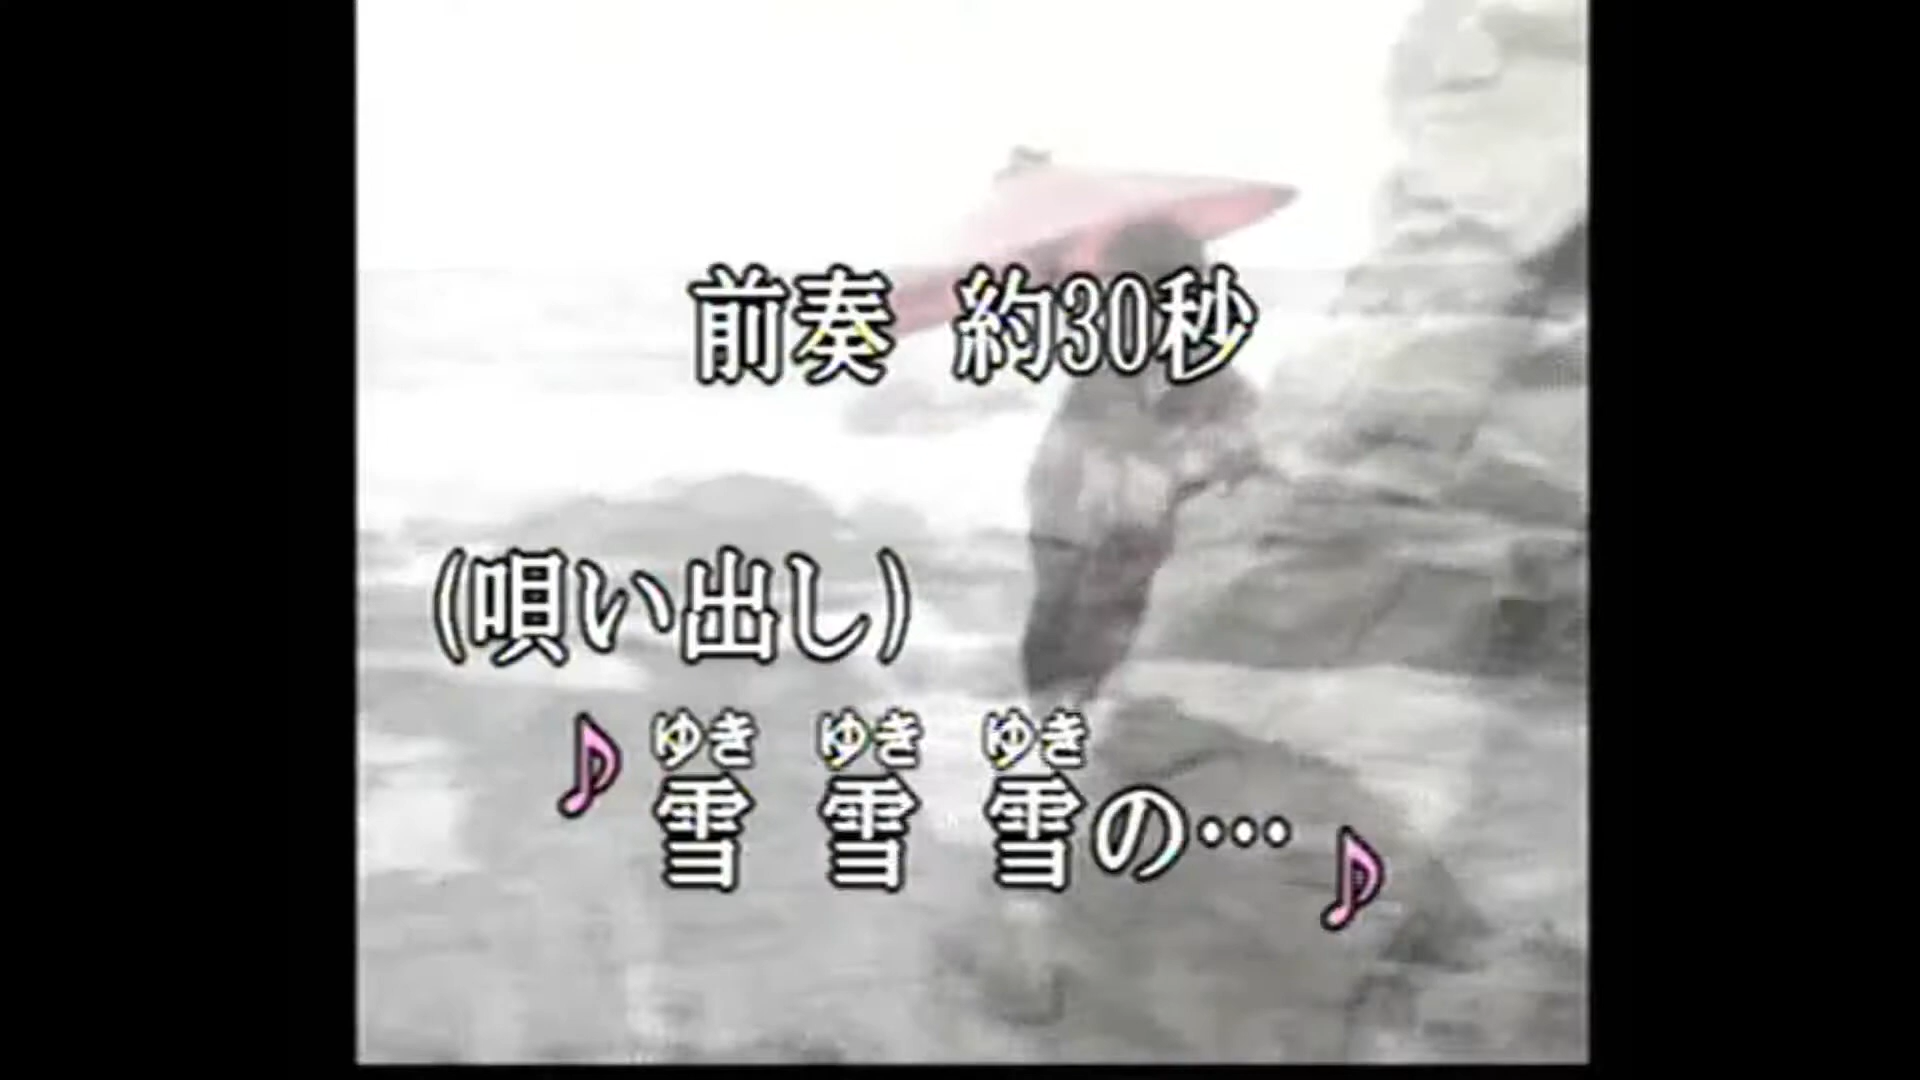 前奏 約30秒
(唄い出し)
ゆき ゆき ゆき
♪ 雪 雪 雪の… ♪